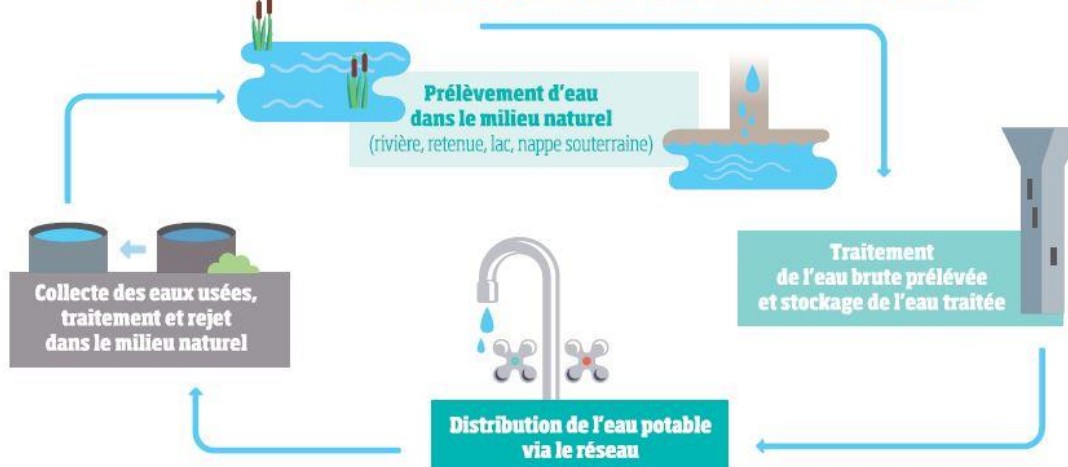 Prélèvement d'eau
dans le milieu naturel
(rivière, retenue, lac, nappe souterraine)
Traitement
de l'eau brute prélévée
et stockage de l'eau traitée
Distribution de l'eau potable
via le réseau
Collecte des eaux usées,
traitement et rejet
dans le milieu naturel